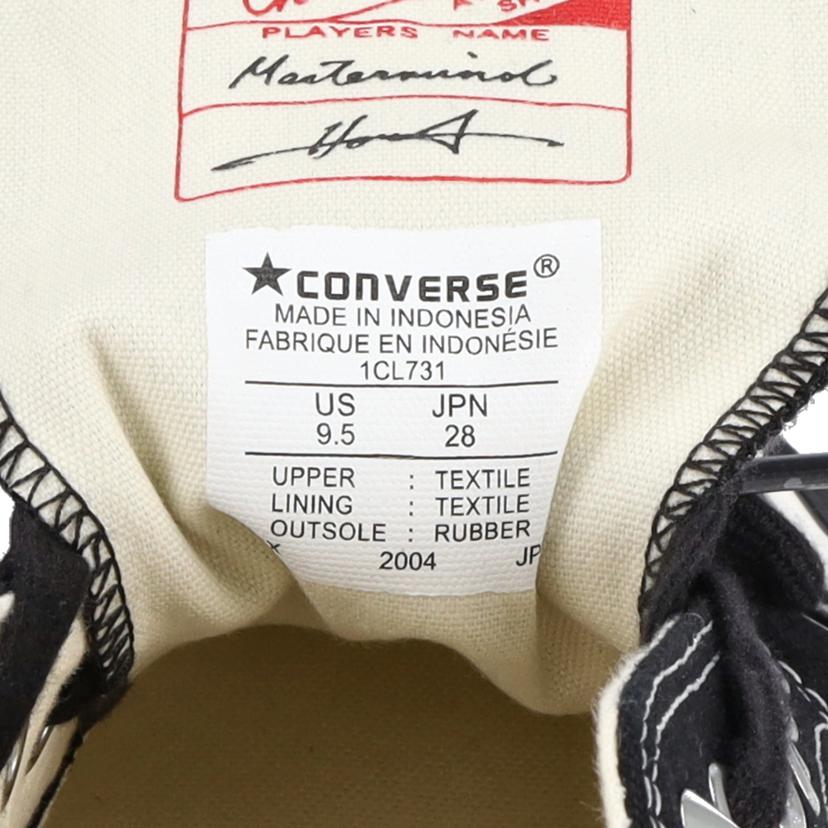 PLAYERS NAME
Mastermind
CONVERSE®
MADE IN INDONESIA
FABRIQUE EN INDONÉSIE
1CL731
US JPN
9.5 28
UPPER : TEXTILE
LINING : TEXTILE
OUTSOLE : RUBBER
2004 JP